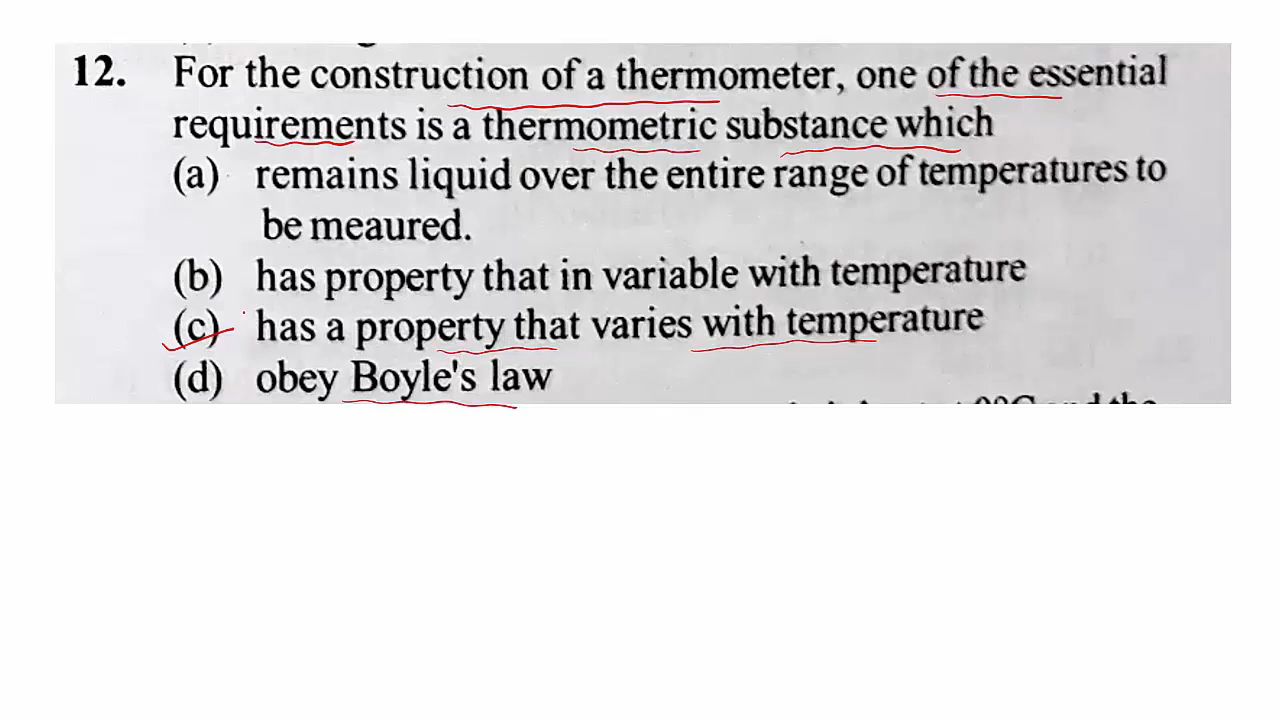 12. For the construction of a thermometer, one of the essential
requirements is a thermometric substance which
(a) remains liquid over the entire range of temperatures to
be meaured.
(b) has property that in variable with temperature
(c) has a property that varies with temperature
(d) obey Boyle's law